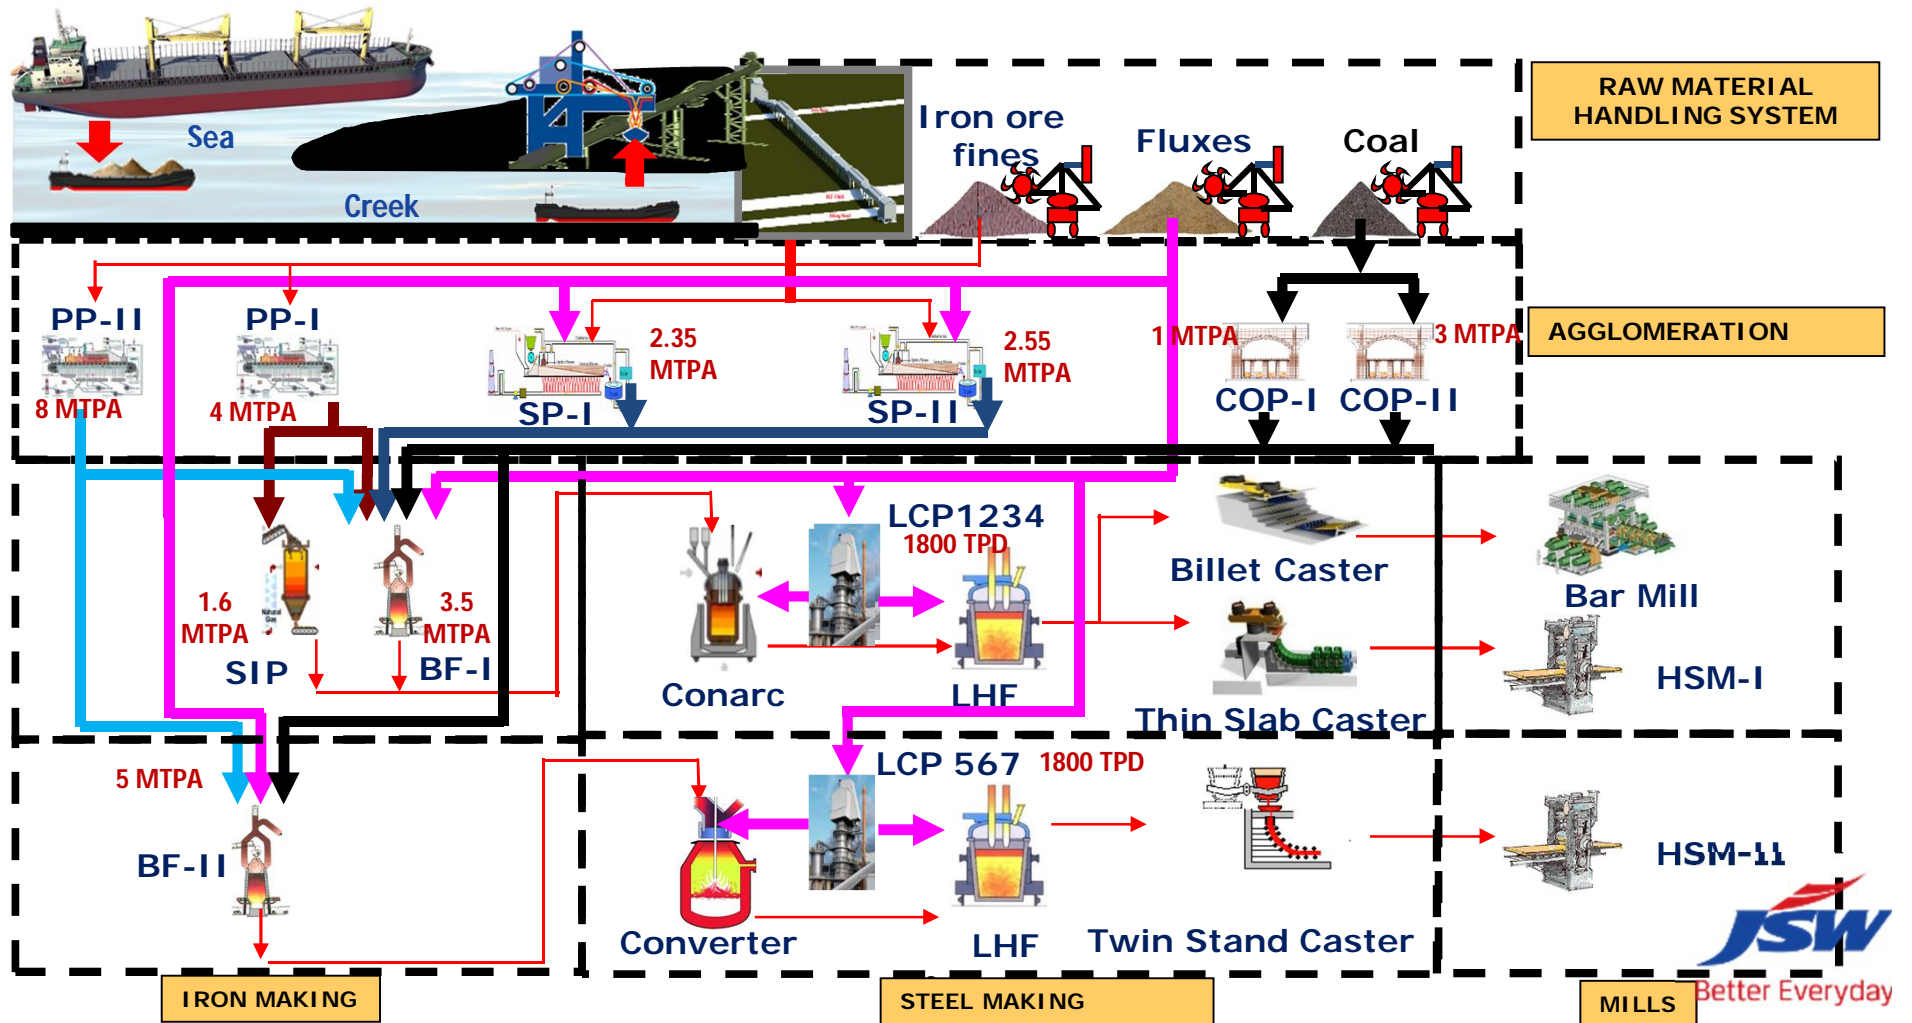 RAW MATERIAL
HANDLING SYSTEM
Sea
Creek
Iron ore
fines
Fluxes
Coal
AGGLOMERATION
PP-II
8 MTPA
PP-I
4 MTPA
2.35
MTPA
SP-I
2.55
MTPA
SP-II
1 MTPA
COP-I
3 MTPA
COP-II
1.6
MTPA
SIP
3.5
MTPA
BF-I
Natural
Gas
Conarc
LCP1234
1800 TPD
LHF
Billet Caster
Thin Slab Caster
Bar Mill
HSM-I
5 MTPA
BF-II
Converter
LCP 567
1800 TPD
LHF
Twin Stand Caster
HSM-II
IRON MAKING
STEEL MAKING
MILLS
JSW
Better Everyday